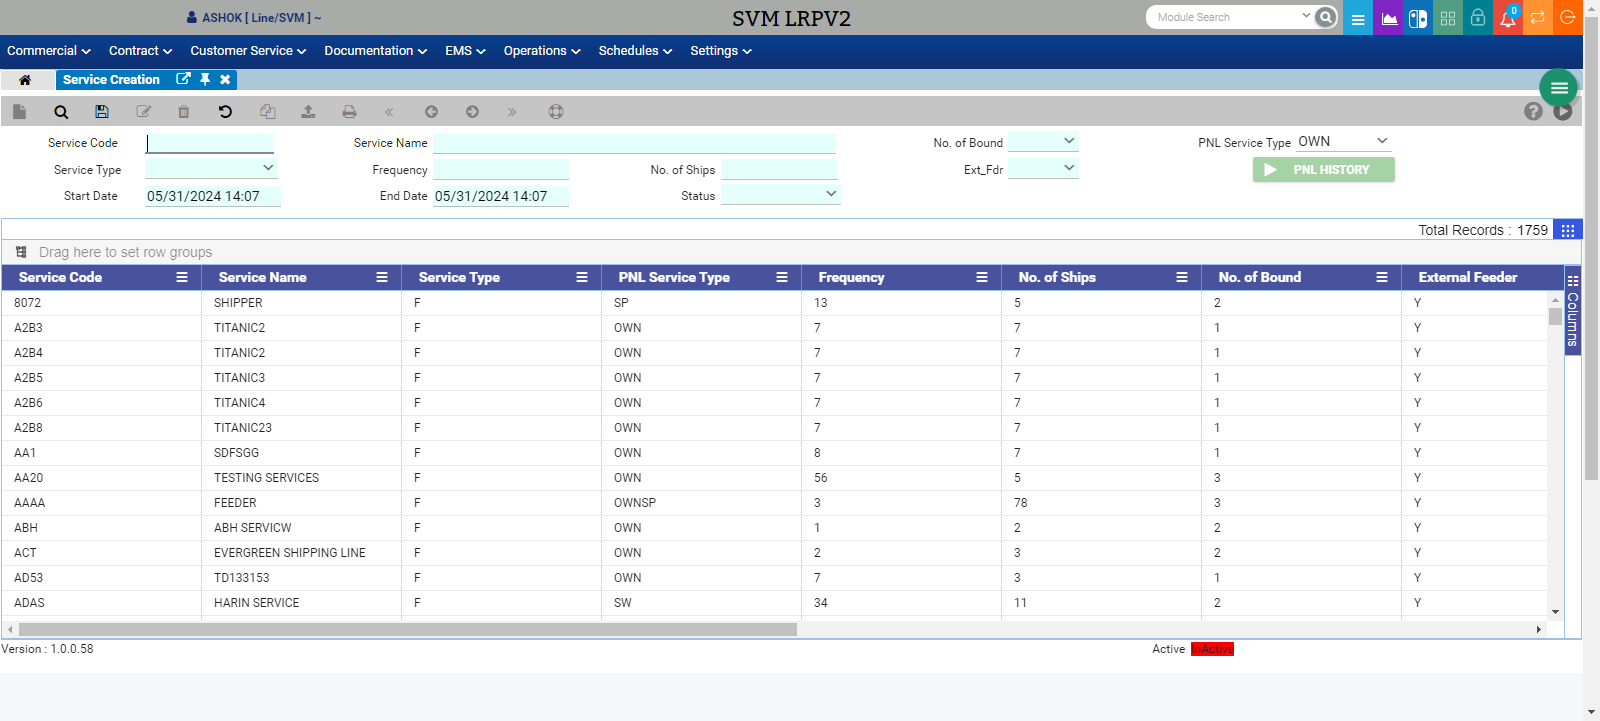 ASHOK [ Line/SVM ] ~ SVM LRPV2 Module Search 0
Commercial Contract Customer Service Documentation EMS Operations Schedules Settings
Service Creation
Service Code Service Name No. of Bound PNL Service Type OWN
Service Type Frequency No. of Ships Ext_Fdr PNL HISTORY
Start Date 05/31/2024 14:07 End Date 05/31/2024 14:07 Status
Total Records : 1759
Drag here to set row groups
Service Code Service Name Service Type PNL Service Type Frequency No. of Ships No. of Bound External Feeder
Columns
8072 SHIPPER F SP 13 5 2 Y
A2B3 TITANIC2 F OWN 7 7 1 Y
A2B4 TITANIC2 F OWN 7 7 1 Y
A2B5 TITANIC3 F OWN 7 7 1 Y
A2B6 TITANIC4 F OWN 7 7 1 Y
A2B8 TITANIC23 F OWN 7 7 1 Y
AA1 SDFSGG F OWN 8 7 1 Y
AA20 TESTING SERVICES F OWN 56 5 3 Y
AAAA FEEDER F OWNSP 3 78 3 Y
ABH ABH SERVICW F OWN 1 2 2 Y
ACT EVERGREEN SHIPPING LINE F OWN 2 3 2 Y
AD53 TD133153 F OWN 7 3 1 Y
ADAS HARIN SERVICE F SW 34 11 2 Y
Version : 1.0.0.58 Active InActive